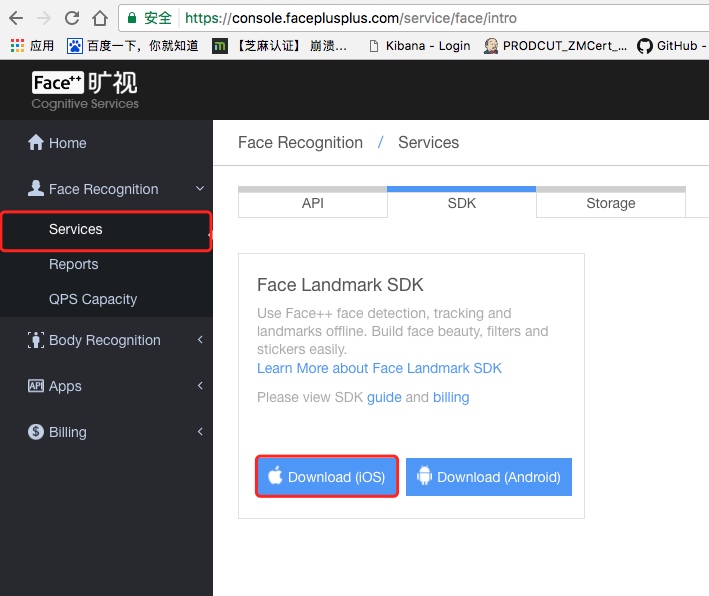 安全 https://console.faceplusplus.com/service/face/intro
应用 百度一下，你就知道 m 【芝麻认证】 崩溃... Kibana - Login PRODCUT_ZMCert_... GitHub -
Face++ 旷视
Cognitive Services
Home
Face Recognition
Services
Reports
QPS Capacity
Body Recognition
API Apps
$ Billing
Face Recognition / Services
API SDK Storage
Face Landmark SDK
Use Face++ face detection, tracking and
landmarks offline. Build face beauty, filters and
stickers easily.
Learn More about Face Landmark SDK
Please view SDK guide and billing
Download (iOS) Download (Android)